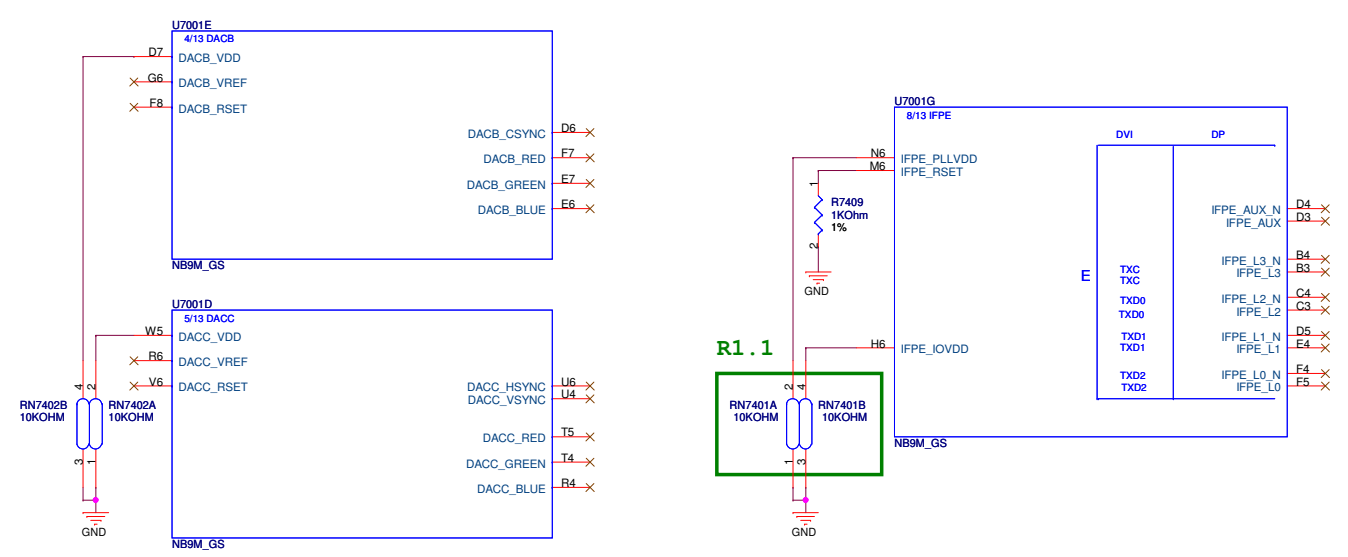 U7001E
4/13 DACB
D7 DACB_VDD
G6 DACB_VREF
F8 DACB_RSET
DACB_CSYNC D6
DACB_RED F7
DACB_GREEN E7
DACB_BLUE E6
NB9M_GS
U7001D
5/13 DACC
W5 DACC_VDD
R6 DACC_VREF
V6 DACC_RSET
DACC_HSYNC U6
DACC_VSYNC U4
DACC_RED T5
DACC_GREEN T4
DACC_BLUE R4
NB9M_GS
4 2
RN7402B RN7402A
10KOHM 10KOHM
3 1
GND
U7001G
8/13 IFPE
DVI DP
N6 IFPE_PLLVDD
M6 IFPE_RSET
1
R7409
1KOhm
1%
2
GND
IFPE_AUX_N D4
IFPE_AUX D3
IFPE_L3_N B4
E TXC IFPE_L3 B3
TXC
TXD0 IFPE_L2_N C4
TXD0 IFPE_L2 C3
TXD1 IFPE_L1_N D5
TXD1 IFPE_L1 E4
TXD2 IFPE_L0_N F4
TXD2 IFPE_L0 F5
H6 IFPE_IOVDD
NB9M_GS
R1.1
2 4
RN7401A RN7401B
10KOHM 10KOHM
1 3
GND